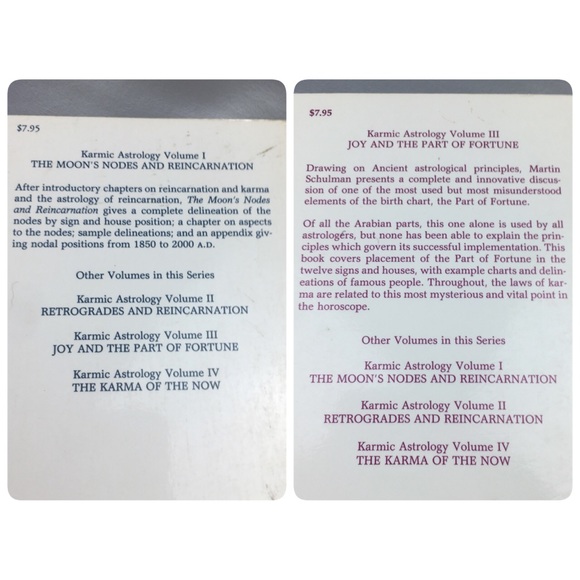 $7.95
Karmic Astrology Volume I
THE MOON'S NODES AND REINCARNATION
After introductory chapters on reincarnation and karma
and the astrology of reincarnation, The Moon's Nodes
and Reincarnation gives a complete delineation of the
nodes by sign and house position; a chapter on aspects
to the nodes; sample delineations; and an appendix giv-
ing nodal positions from 1850 to 2000 A.D.
Other Volumes in this Series
Karmic Astrology Volume II
RETROGRADES AND REINCARNATION
Karmic Astrology Volume III
JOY AND THE PART OF FORTUNE
Karmic Astrology Volume IV
THE KARMA OF THE NOW
$7.95
Karmic Astrology Volume III
JOY AND THE PART OF FORTUNE
Drawing on Ancient astrological principles, Martin
Schulman presents a complete and innovative discus-
sion of one of the most used but most misunderstood
elements of the birth chart, the Part of Fortune.
Of all the Arabian parts, this one alone is used by all
astrologers, but none has been able to explain the prin-
ciples which govern its successful implementation. This
book covers placement of the Part of Fortune in the
twelve signs and houses, with example charts and delin-
eations of famous people. Throughout, the laws of kar-
ma are related to this most mysterious and vital point in
the horoscope.
Other Volumes in this Series
Karmic Astrology Volume I
THE MOON'S NODES AND REINCARNATION
Karmic Astrology Volume II
RETROGRADES AND REINCARNATION
Karmic Astrology Volume IV
THE KARMA OF THE NOW